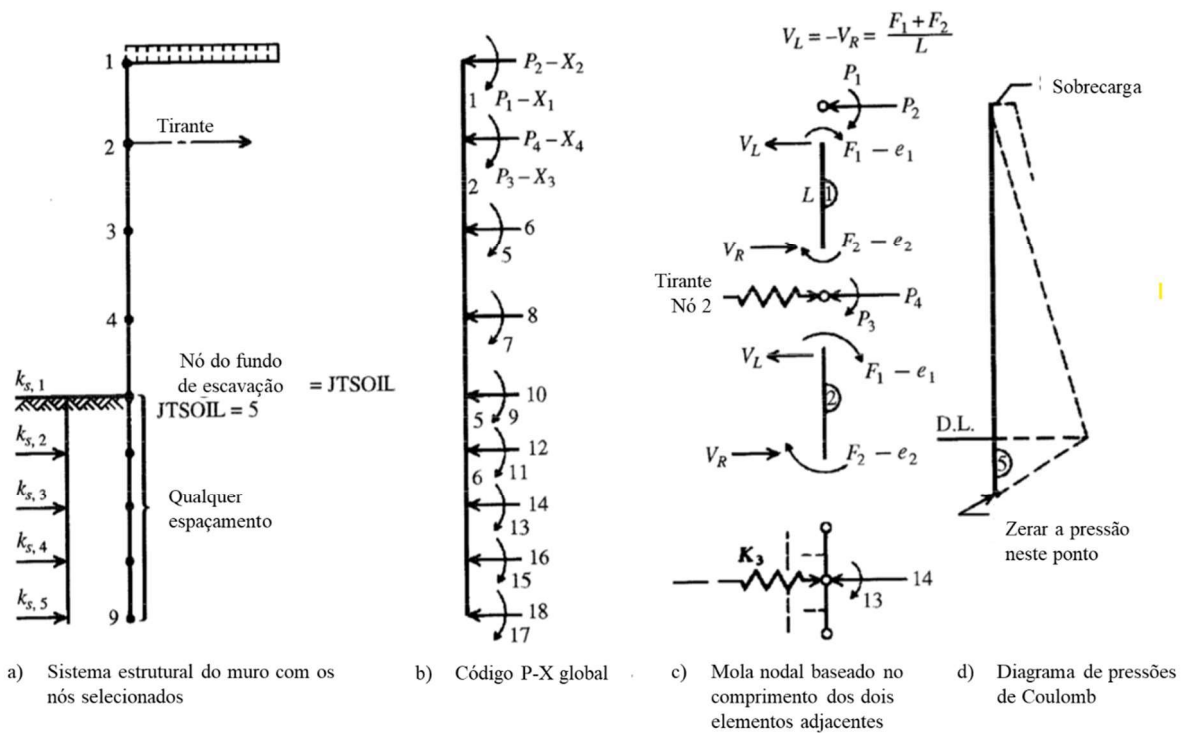 V_L = –V_R = (F_1 + F_2) / L
1
Tirante
2
3
4
k_{s,1}
Nó do fundo
de escavação
= JTSOIL
JTSOIL = 5
k_{s,2}
k_{s,3}
Qualquer
espaçamento
k_{s,4}
k_{s,5}
9
P_2 – X_2
1 P_1 – X_1
P_4 – X_4
2 P_3 – X_3
6
5
8
7
10
5 9
12
6 11
14
13
16
15
18
17
P_1
P_2
V_L F_1 – e_1
L 1
V_R F_2 – e_2
Tirante
Nó 2
P_4
P_3
V_L F_1 – e_1
2
V_R F_2 – e_2
K_3
14
13
Sobrecarga
D.L.
5
Zerar a pressão
neste ponto
a) Sistema estrutural do muro com os
nós selecionados
b) Código P-X global
c) Mola nodal baseado no
comprimento dos dois
elementos adjacentes
d) Diagrama de pressões
de Coulomb